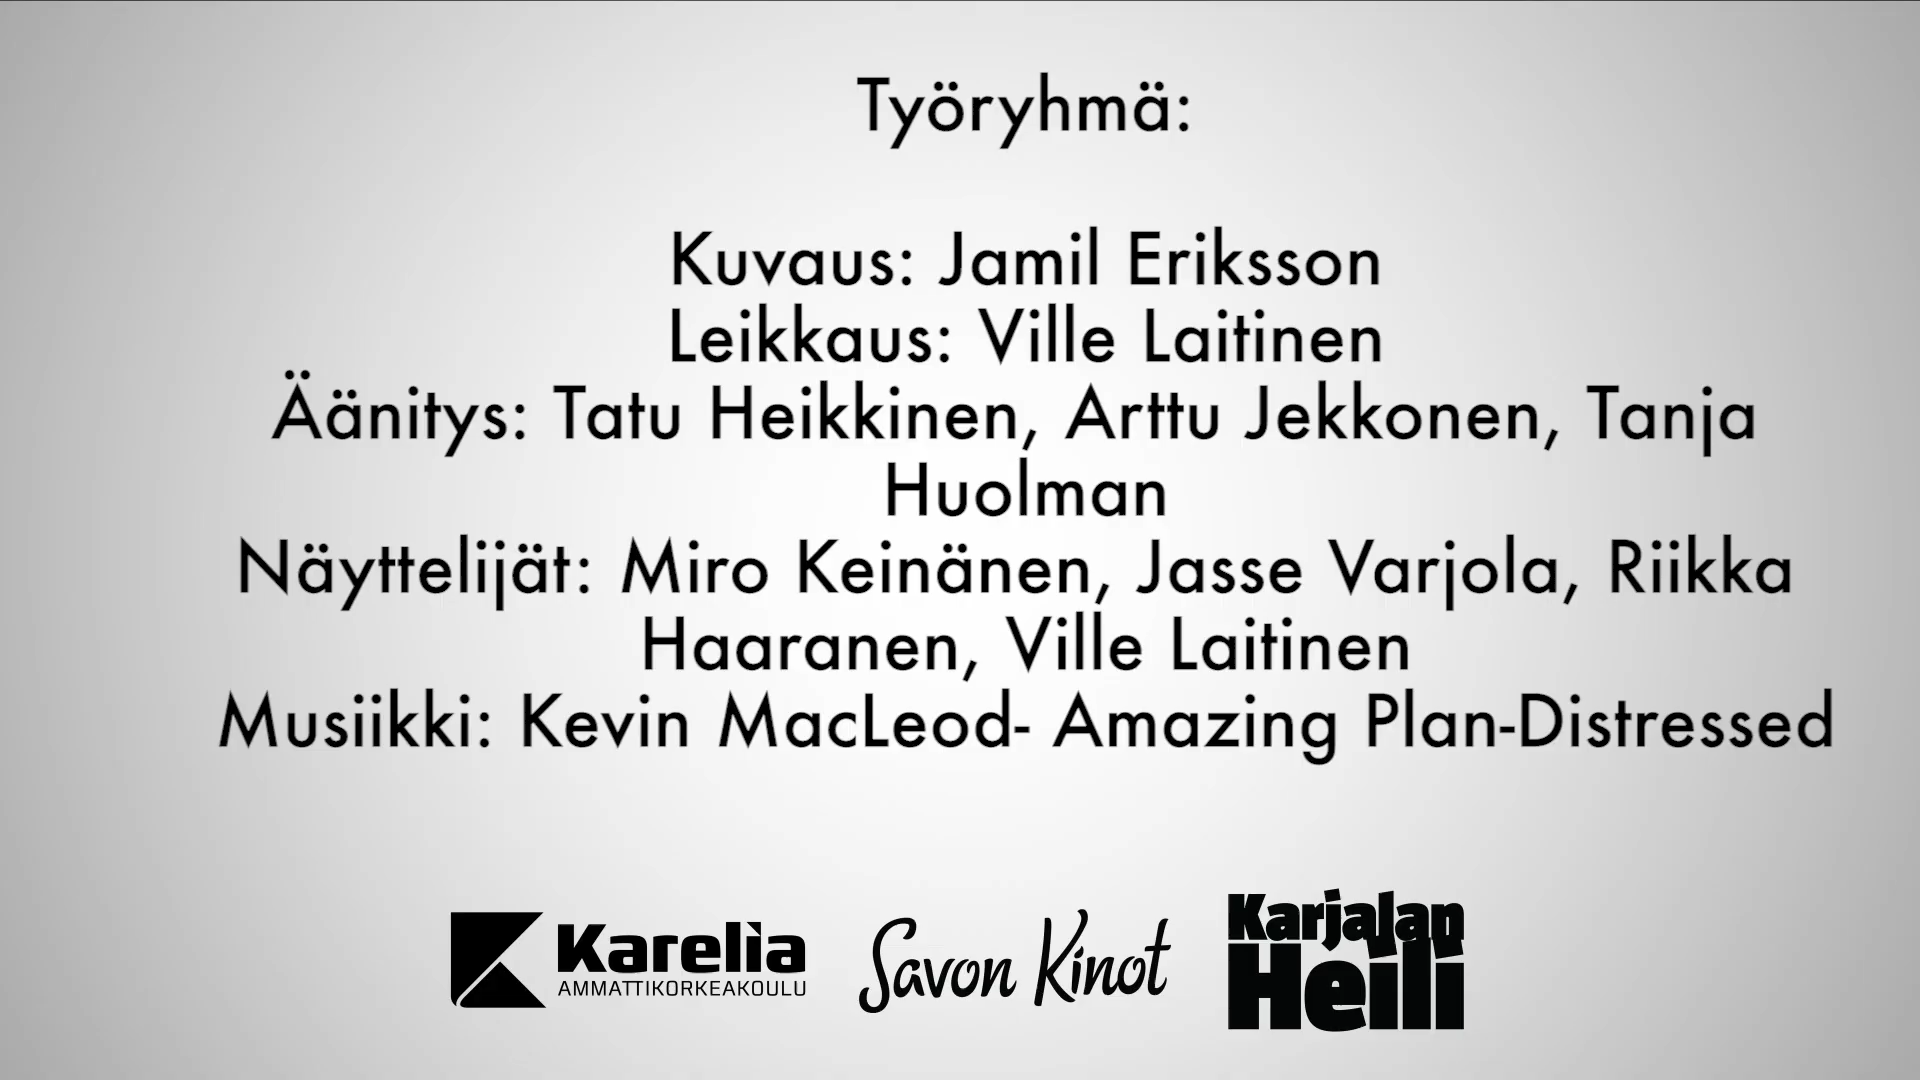 Työryhmä:
Kuvaus: Jamil Eriksson
Leikkaus: Ville Laitinen
Äänitys: Tatu Heikkinen, Arttu Jekkonen, Tanja
Huolman
Näyttelijät: Miro Keinänen, Jasse Varjola, Riikka
Haaranen, Ville Laitinen
Musiikki: Kevin MacLeod- Amazing Plan-Distressed
Karelia
AMMATTIKORKEAKOULU
Savon Kinot
Karjalan
Heili